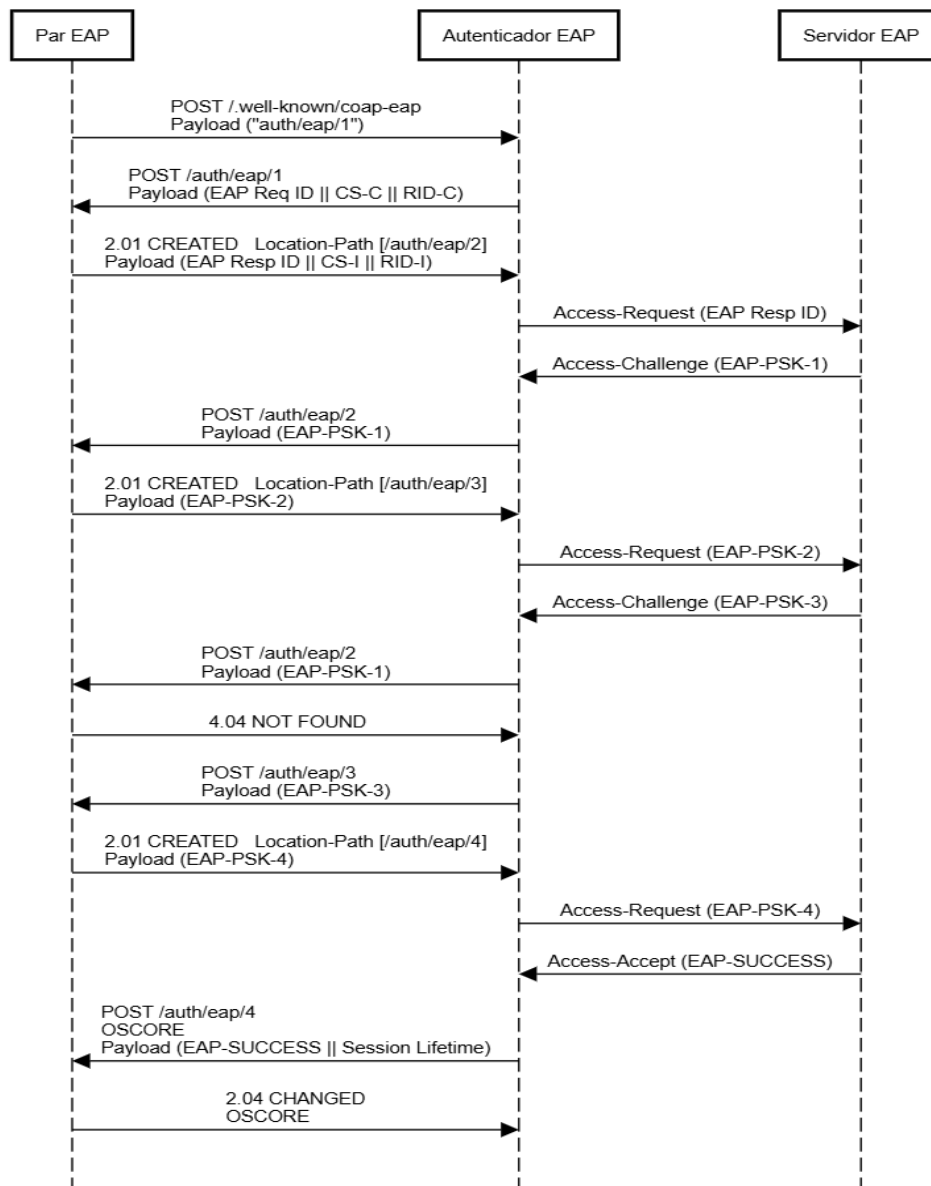 Par EAP
Autenticador EAP
Servidor EAP
POST /.well-known/coap-eap
Payload ("auth/eap/1")
POST /auth/eap/1
Payload (EAP Req ID || CS-C || RID-C)
2.01 CREATED   Location-Path [/auth/eap/2]
Payload (EAP Resp ID || CS-I || RID-I)
Access-Request (EAP Resp ID)
Access-Challenge (EAP-PSK-1)
POST /auth/eap/2
Payload (EAP-PSK-1)
2.01 CREATED   Location-Path [/auth/eap/3]
Payload (EAP-PSK-2)
Access-Request (EAP-PSK-2)
Access-Challenge (EAP-PSK-3)
POST /auth/eap/2
Payload (EAP-PSK-1)
4.04 NOT FOUND
POST /auth/eap/3
Payload (EAP-PSK-3)
2.01 CREATED   Location-Path [/auth/eap/4]
Payload (EAP-PSK-4)
Access-Request (EAP-PSK-4)
Access-Accept (EAP-SUCCESS)
POST /auth/eap/4
OSCORE
Payload (EAP-SUCCESS || Session Lifetime)
2.04 CHANGED
OSCORE